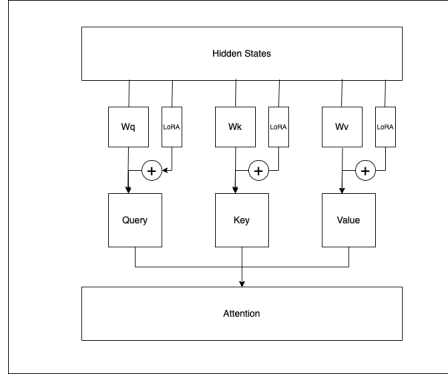 Hidden States
Wq
LoRA
Wk
LoRA
Wv
LoRA
+
+
+
Query
Key
Value
Attention